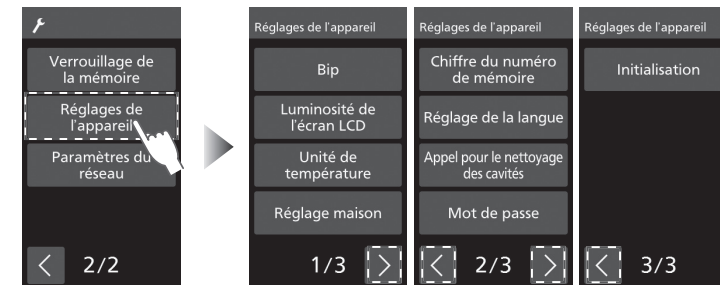 Verrouillage de
la mémoire
Réglages de
l'appareil
Paramètres du
réseau
2/2
Réglages de l'appareil
Bip
Luminosité de
l'écran LCD
Unité de
température
Réglage maison
1/3
Réglages de l'appareil
Chiffre du numéro
de mémoire
Réglage de la langue
Appel pour le nettoyage
des cavités
Mot de passe
2/3
Réglages de l'appareil
Initialisation
3/3